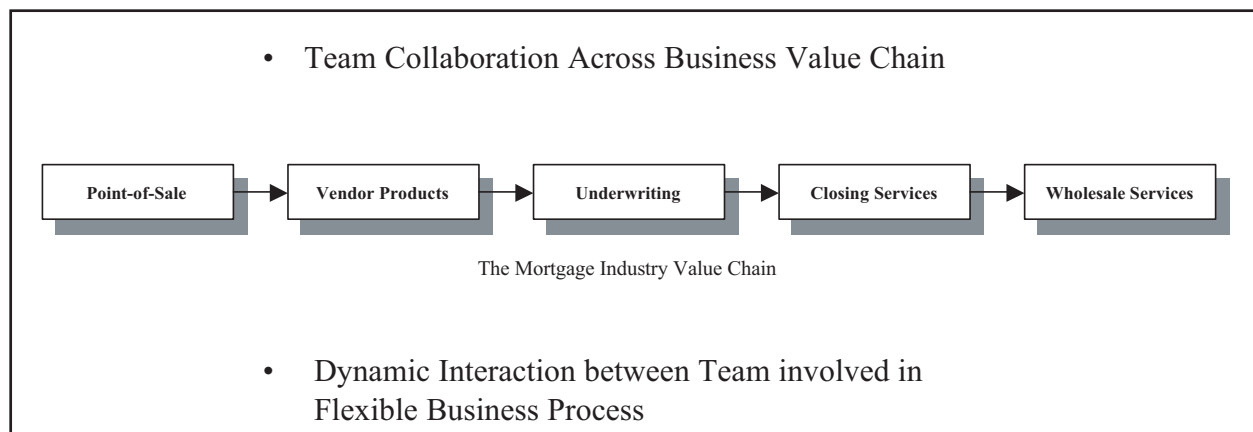 • Team Collaboration Across Business Value Chain
Point-of-Sale
Vendor Products
Underwriting
Closing Services
Wholesale Services
The Mortgage Industry Value Chain
• Dynamic Interaction between Team involved in
Flexible Business Process